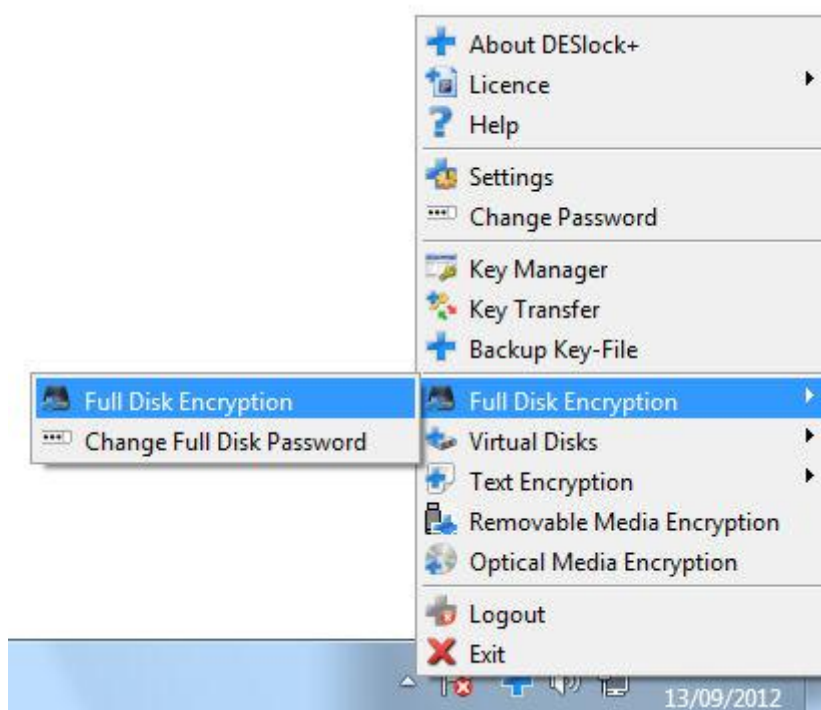 About DESlock+
Licence
Help
Settings
Change Password
Key Manager
Key Transfer
Backup Key-File
Full Disk Encryption
Full Disk Encryption
Change Full Disk Password
Virtual Disks
Text Encryption
Removable Media Encryption
Optical Media Encryption
Logout
Exit
13/09/2012